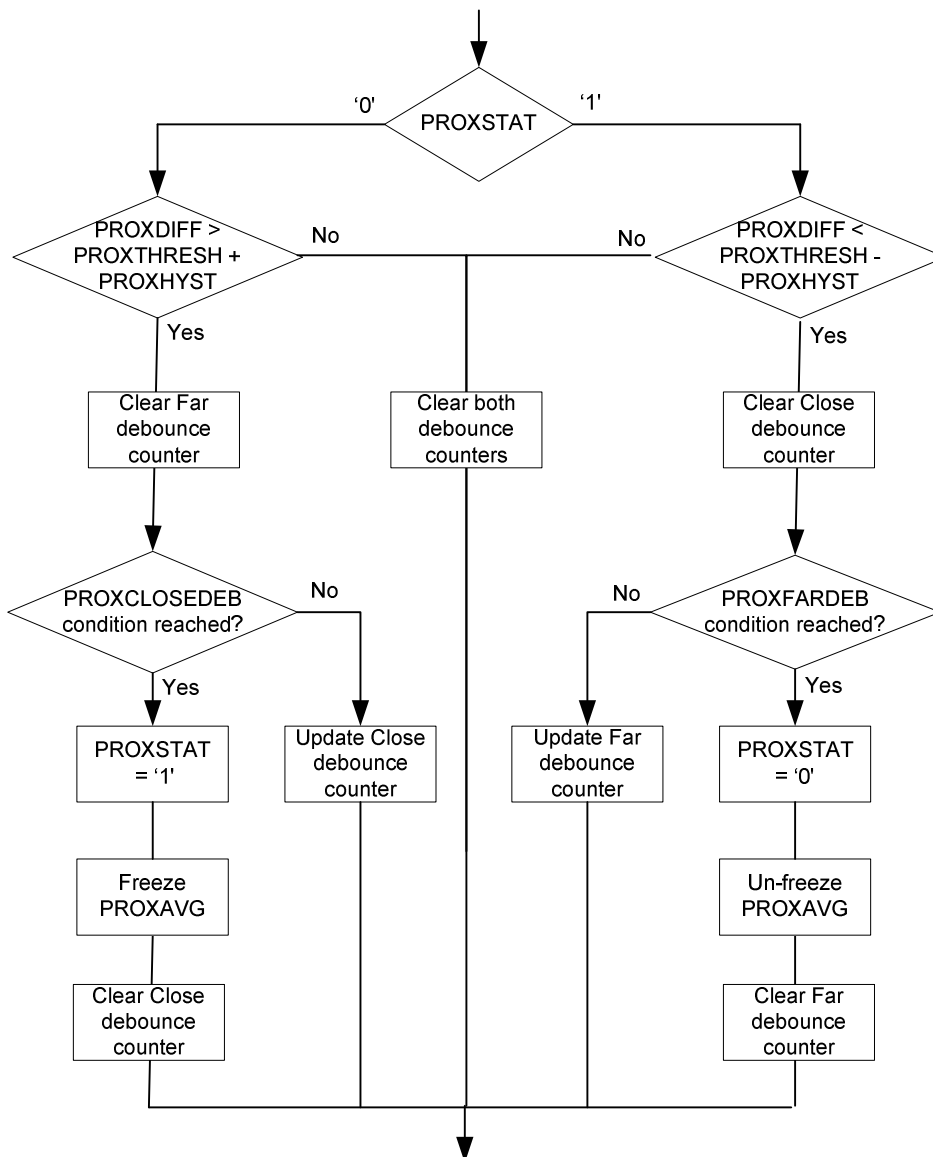 ‘0’
PROXSTAT
‘1’
PROXDIFF >
PROXTHRESH +
PROXHYST
No
No
PROXDIFF <
PROXTHRESH -
PROXHYST
Yes
Yes
Clear Far
debounce
counter
Clear both
debounce
counters
Clear Close
debounce
counter
PROXCLOSEDEB
condition reached?
No
No
PROXFARDEB
condition reached?
Yes
Yes
PROXSTAT
= ‘1’
Update Close
debounce
counter
Update Far
debounce
counter
PROXSTAT
= ‘0’
Freeze
PROXAVG
Un-freeze
PROXAVG
Clear Close
debounce
counter
Clear Far
debounce
counter